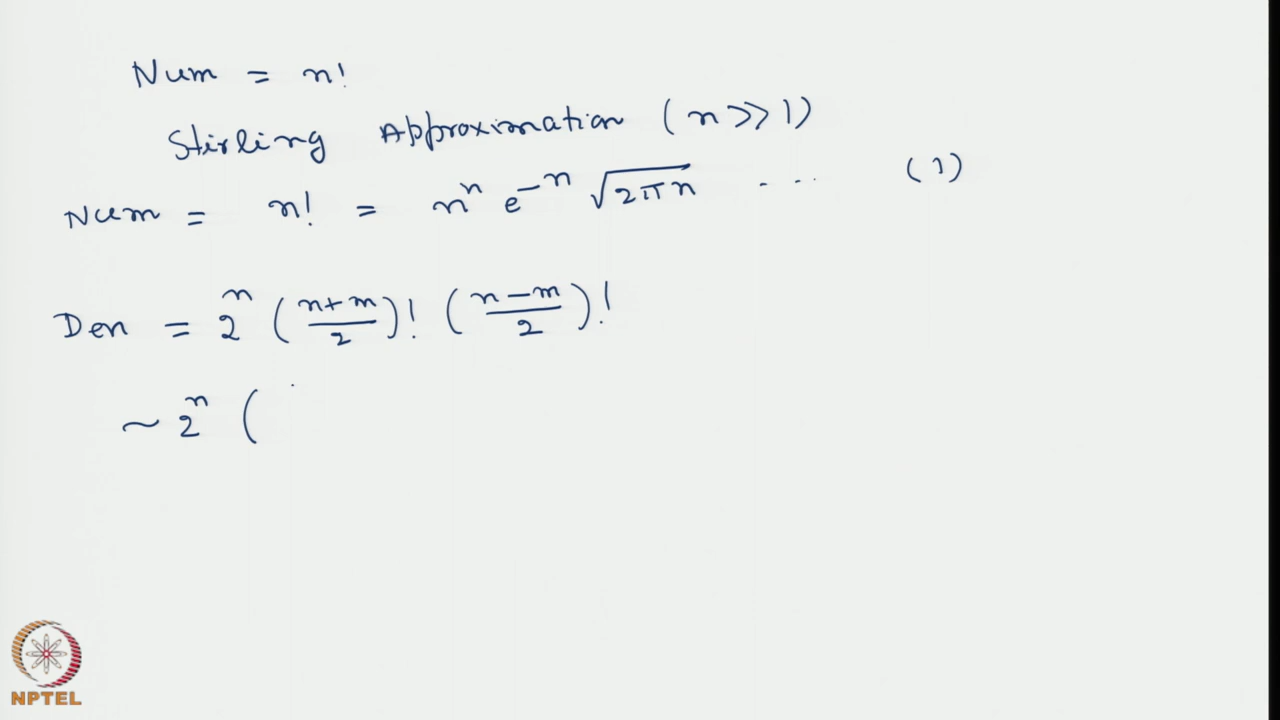 Num = n!
Stirling Approximation (n >> 1)
Num = n! = n^n e^-n √2πn ... (1)
Den = 2^n ((n+m)/2)! ((n-m)/2)!
~ 2^n (
NPTEL